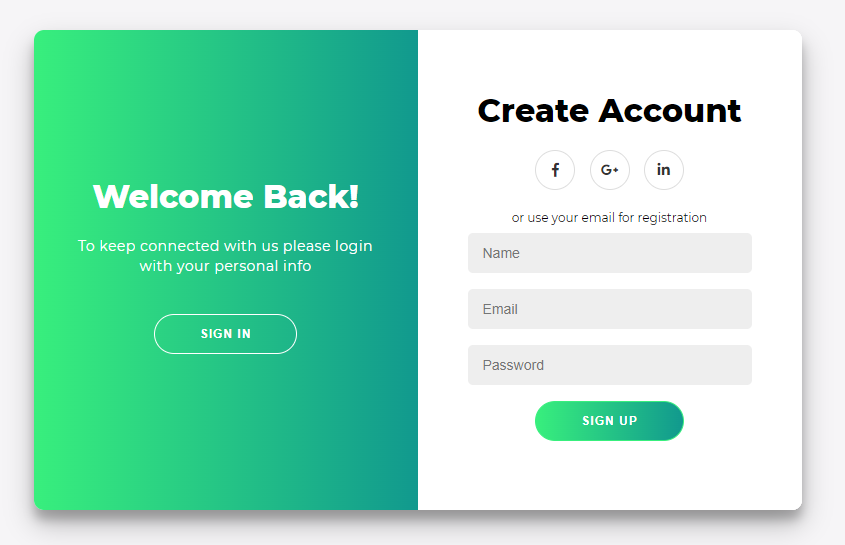 Welcome Back!
To keep connected with us please login
with your personal info
SIGN IN
Create Account
f
G+
in
or use your email for registration
Name
Email
Password
SIGN UP